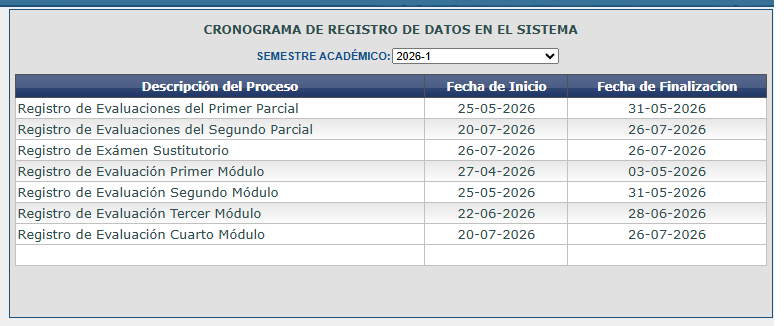 CRONOGRAMA DE REGISTRO DE DATOS EN EL SISTEMA
SEMESTRE ACADÉMICO: 2026-1
Descripción del Proceso Fecha de Inicio Fecha de Finalizacion
Registro de Evaluaciones del Primer Parcial 25-05-2026 31-05-2026
Registro de Evaluaciones del Segundo Parcial 20-07-2026 26-07-2026
Registro de Exámen Sustitutorio 26-07-2026 26-07-2026
Registro de Evaluación Primer Módulo 27-04-2026 03-05-2026
Registro de Evaluación Segundo Módulo 25-05-2026 31-05-2026
Registro de Evaluación Tercer Módulo 22-06-2026 28-06-2026
Registro de Evaluación Cuarto Módulo 20-07-2026 26-07-2026